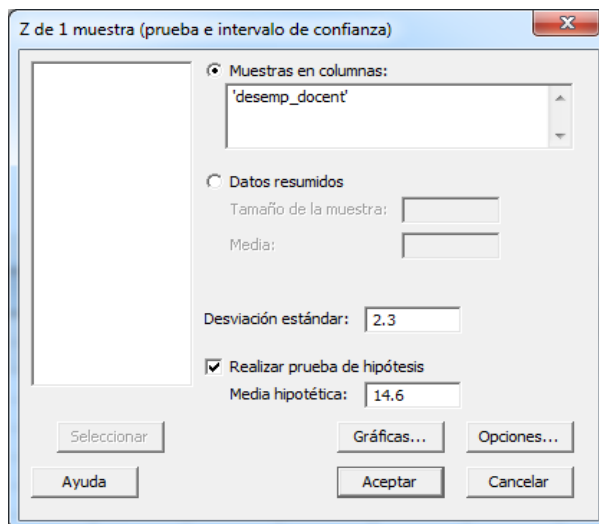 Z de 1 muestra (prueba e intervalo de confianza)
Muestras en columnas:
'desemp_docent'
Datos resumidos
Tamaño de la muestra:
Media:
Desviación estándar: 2.3
Realizar prueba de hipótesis
Media hipotética: 14.6
Seleccionar Gráficas... Opciones...
Ayuda Aceptar Cancelar